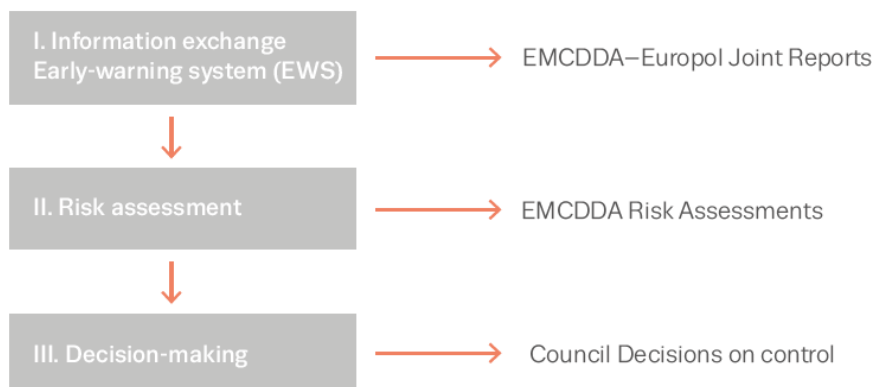 I. Information exchange
Early-warning system (EWS)
EMCDDA–Europol Joint Reports
II. Risk assessment
EMCDDA Risk Assessments
III. Decision-making
Council Decisions on control